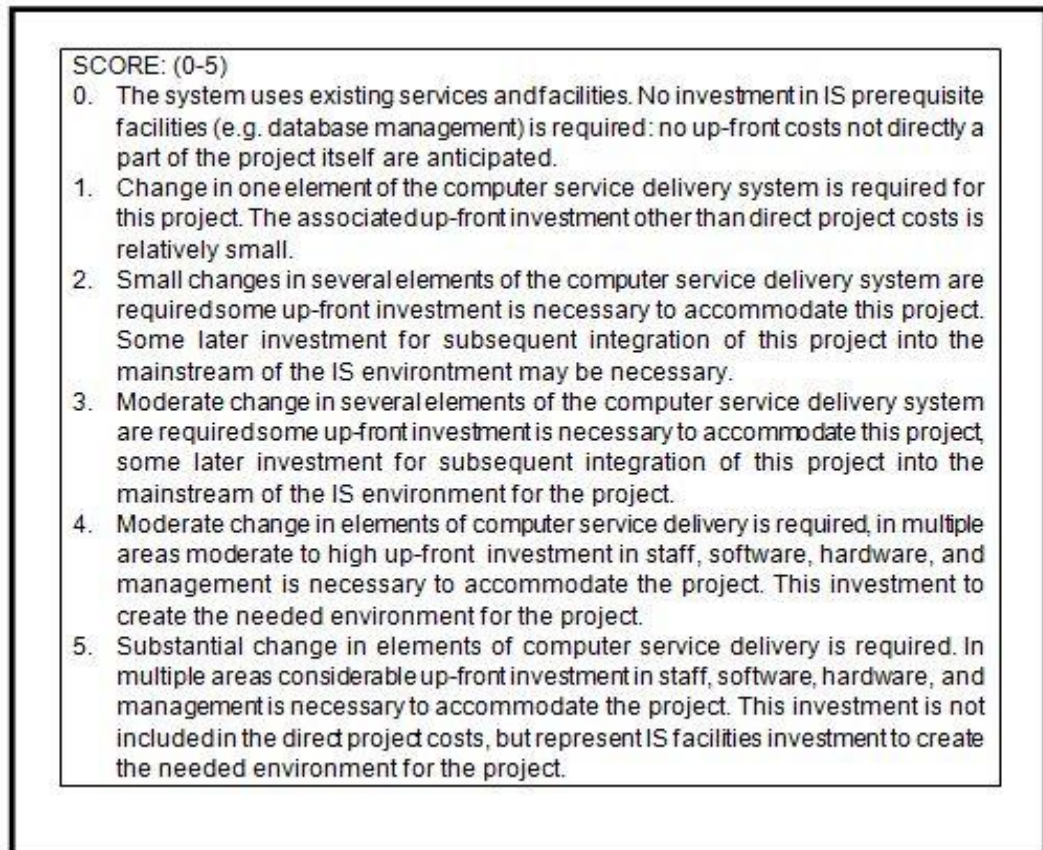 SCORE: (0-5)
0. The system uses existing services and facilities. No investment in IS prerequisite
facilities (e.g. database management) is required: no up-front costs not directly a
part of the project itself are anticipated.
1. Change in one element of the computer service delivery system is required for
this project. The associated up-front investment other than direct project costs is
relatively small.
2. Small changes in several elements of the computer service delivery system are
required some up-front investment is necessary to accommodate this project.
Some later investment for subsequent integration of this project into the
mainstream of the IS environtment may be necessary.
3. Moderate change in several elements of the computer service delivery system
are required some up-front investment is necessary to accommodate this project,
some later investment for subsequent integration of this project into the
mainstream of the IS environment for the project.
4. Moderate change in elements of computer service delivery is required, in multiple
areas moderate to high up-front investment in staff, software, hardware, and
management is necessary to accommodate the project. This investment to
create the needed environment for the project.
5. Substantial change in elements of computer service delivery is required. In
multiple areas considerable up-front investment in staff, software, hardware, and
management is necessary to accommodate the project. This investment is not
included in the direct project costs, but represent IS facilities investment to create
the needed environment for the project.